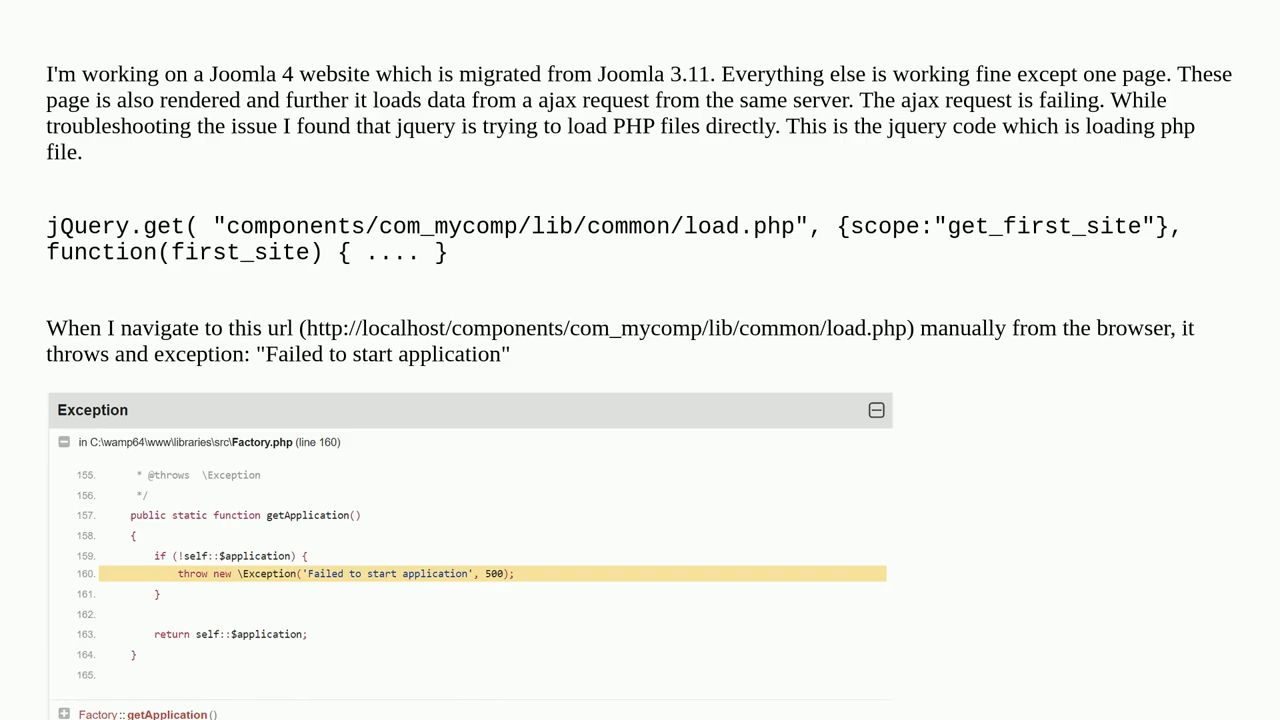 I'm working on a Joomla 4 website which is migrated from Joomla 3.11. Everything else is working fine except one page. These
page is also rendered and further it loads data from a ajax request from the same server. The ajax request is failing. While
troubleshooting the issue I found that jquery is trying to load PHP files directly. This is the jquery code which is loading php
file.
jQuery.get( "components/com_mycomp/lib/common/load.php", {scope:"get_first_site"},
function(first_site) { .... }
When I navigate to this url (http://localhost/components/com_mycomp/lib/common/load.php) manually from the browser, it
throws and exception: "Failed to start application"
Exception
in C:\wamp64\www\libraries\src\Factory.php (line 160)
155. * @throws \Exception
156. */
157. public static function getApplication()
158. {
159. if (!self::$application) {
160. throw new \Exception('Failed to start application', 500);
161. }
162.
163. return self::$application;
164. }
165.
Factory::getApplication()